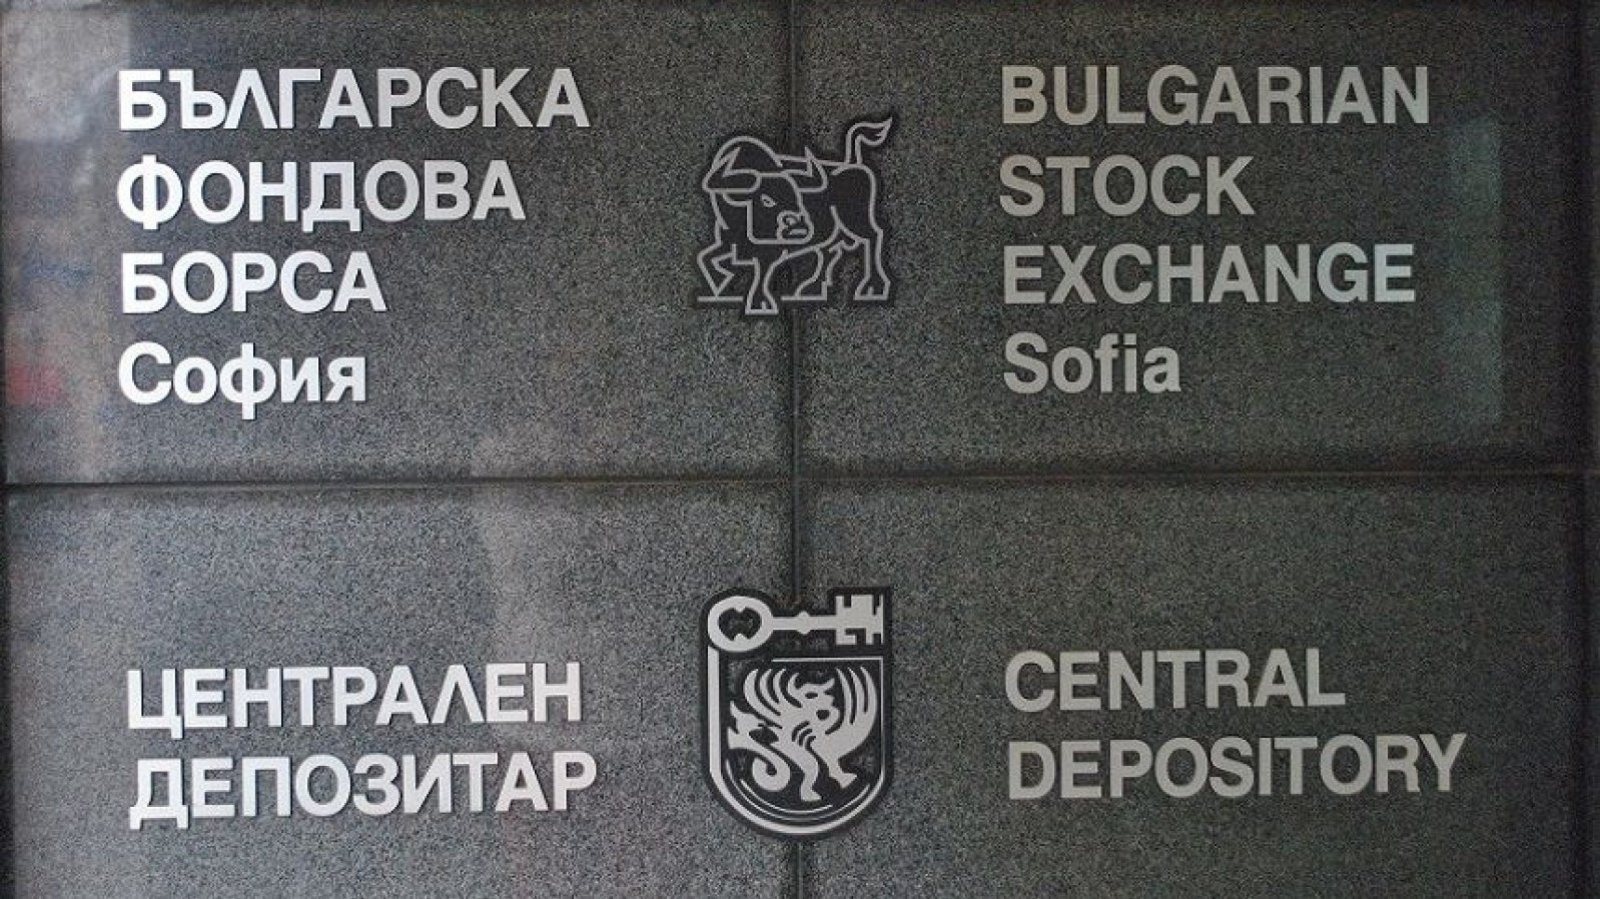 БЪЛГАРСКА
ФОНДОВА
БОРСА
София
BULGARIAN
STOCK
EXCHANGE
Sofia
ЦЕНТРАЛЕН
ДЕПОЗИТАР
CENTRAL
DEPOSITORY